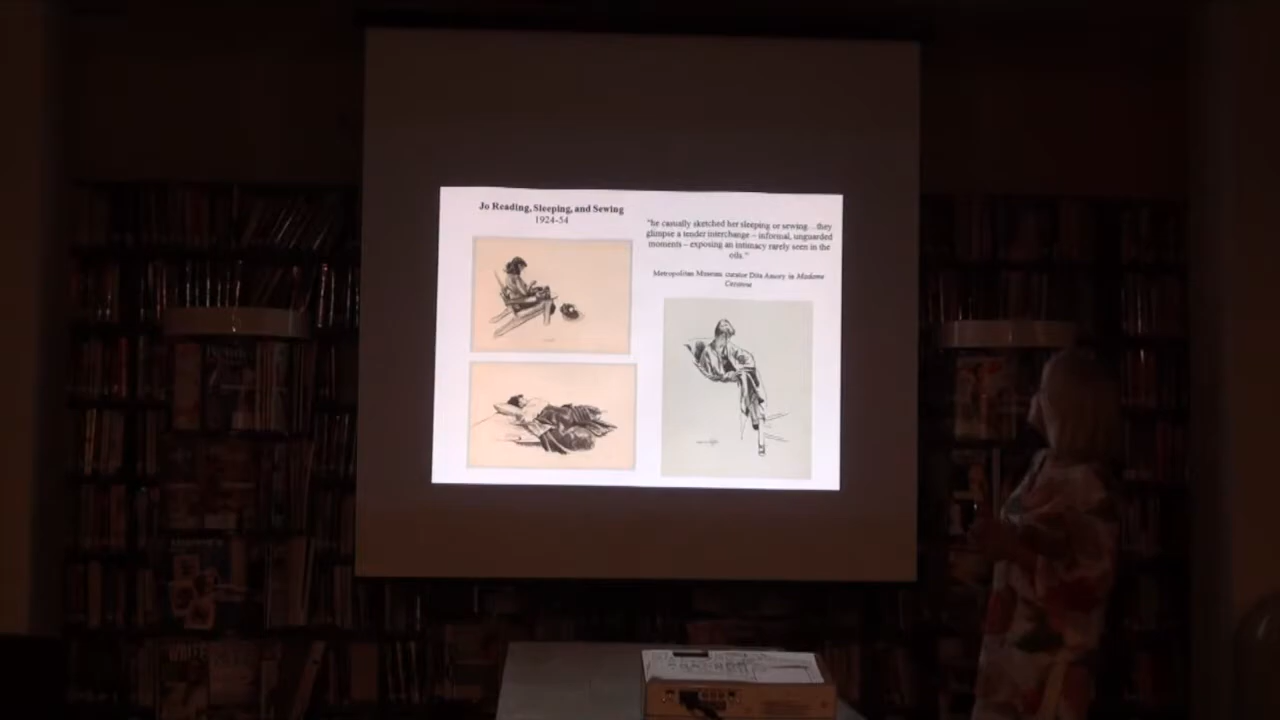 Jo Reading, Sleeping, and Sewing
1924-54
"he casually sketched her sleeping or sewing...they
glimpse a tender interchange – informal, unguarded
moments – exposing an intimacy rarely seen in the
oils."
Metropolitan Museum curator Dita Amory in Madame
Cezanne